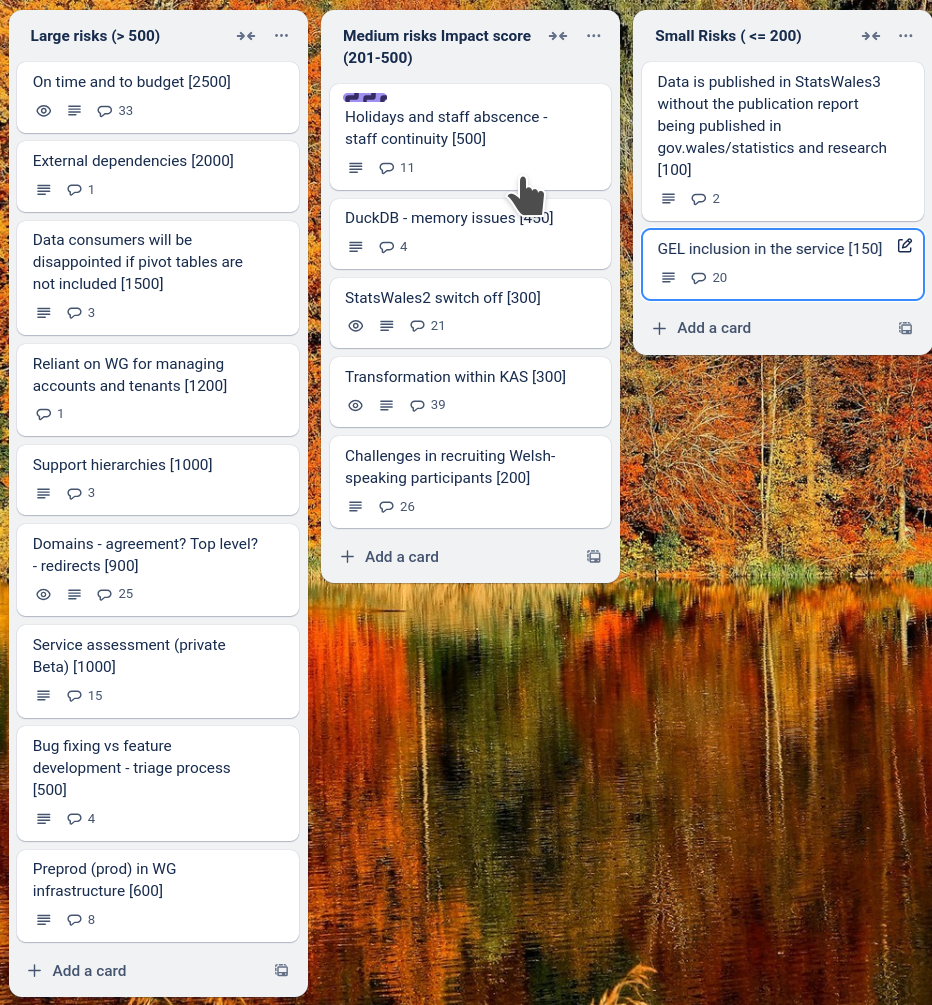 Large risks (> 500)
On time and to budget [2500]
33
External dependencies [2000]
1
Data consumers will be
disappointed if pivot tables are
not included [1500]
3
Reliant on WG for managing
accounts and tenants [1200]
1
Support hierarchies [1000]
3
Domains - agreement? Top level?
- redirects [900]
25
Service assessment (private
Beta) [1000]
15
Bug fixing vs feature
development - triage process
[500]
4
Preprod (prod) in WG
infrastructure [600]
8
Add a card
Medium risks Impact score
(201-500)
Holidays and staff abscence -
staff continuity [500]
11
DuckDB - memory issues [450]
4
StatsWales2 switch off [300]
21
Transformation within KAS [300]
39
Challenges in recruiting Welsh-
speaking participants [200]
26
Add a card
Small Risks ( <= 200)
Data is published in StatsWales3
without the publication report
being published in
gov.wales/statistics and research
[100]
2
GEL inclusion in the service [150]
20
Add a card